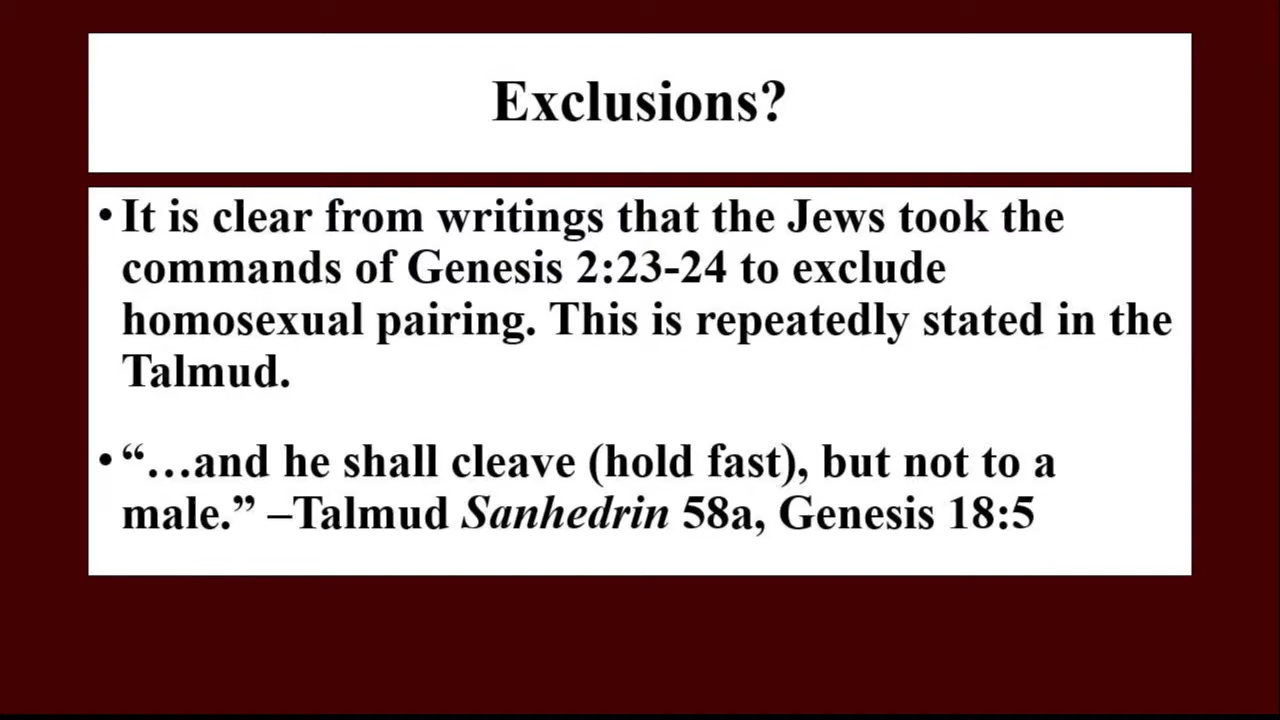 Exclusions?
• It is clear from writings that the Jews took the
commands of Genesis 2:23-24 to exclude
homosexual pairing. This is repeatedly stated in the
Talmud.
• “…and he shall cleave (hold fast), but not to a
male.” –Talmud Sanhedrin 58a, Genesis 18:5